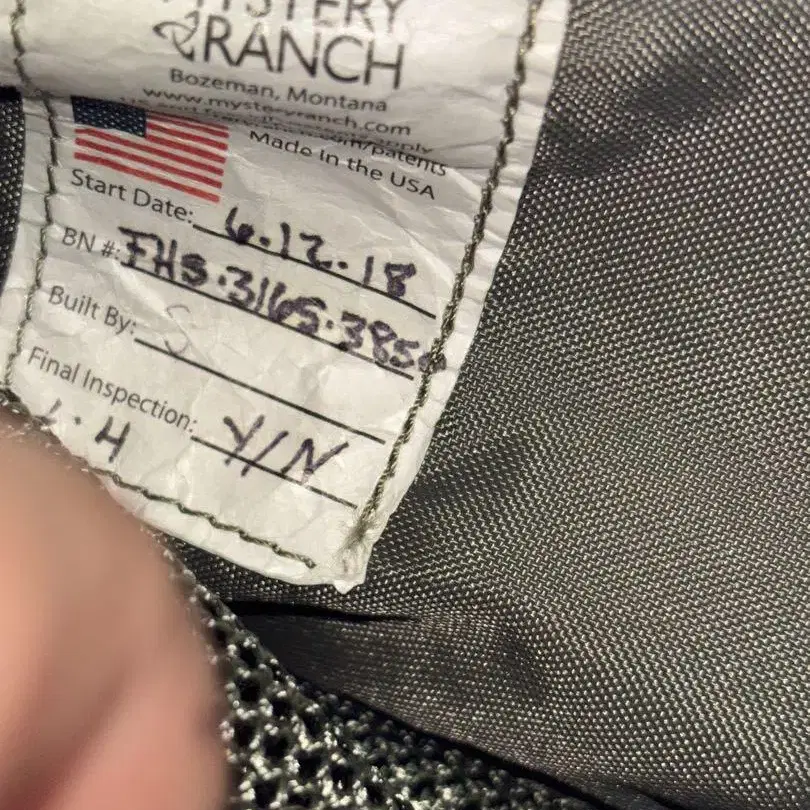 MYSTERY
RANCH
Bozeman, Montana
www.mysteryranch.com
Made in the USA
Start Date: 6.12.18
BN #: FHS.3165.385
Built By: S
Final Inspection: Y/N
H